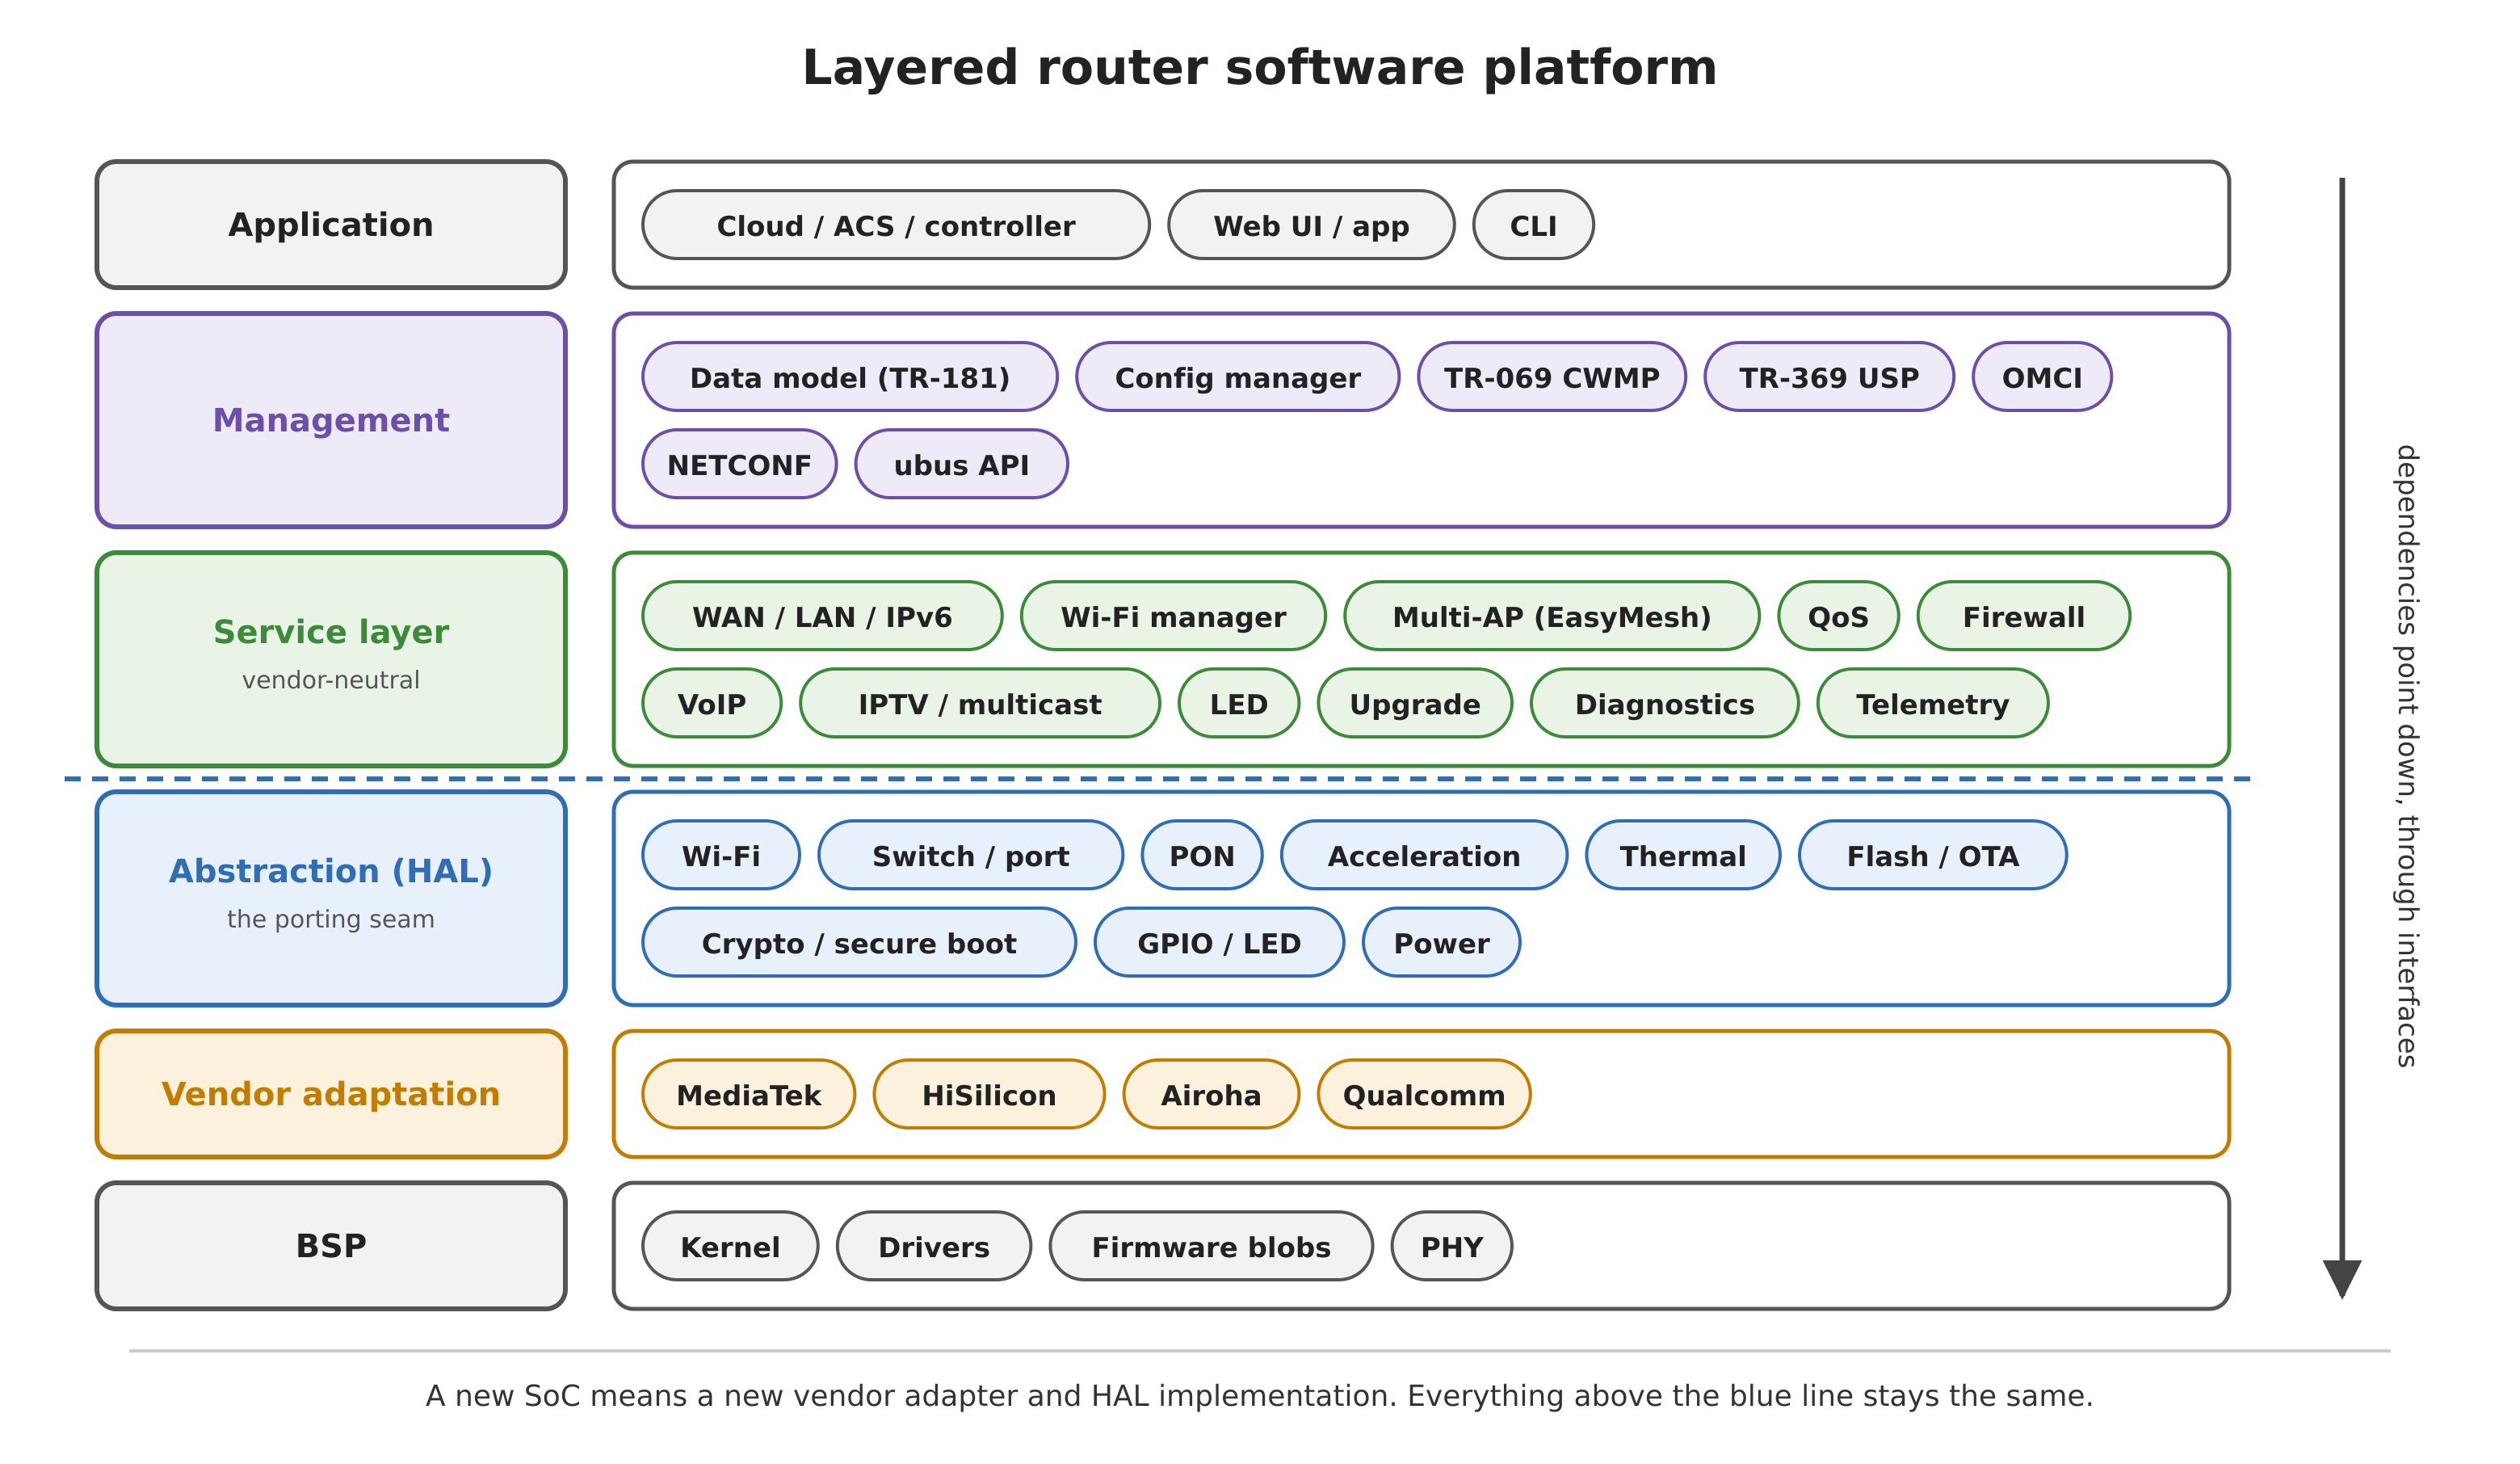 Layered router software platform
Application
Cloud / ACS / controller
Web UI / app
CLI
Management
Data model (TR-181)
Config manager
TR-069 CWMP
TR-369 USP
OMCI
NETCONF
ubus API
Service layer
vendor-neutral
WAN / LAN / IPv6
Wi-Fi manager
Multi-AP (EasyMesh)
QoS
Firewall
VoIP
IPTV / multicast
LED
Upgrade
Diagnostics
Telemetry
Abstraction (HAL)
the porting seam
Wi-Fi
Switch / port
PON
Acceleration
Thermal
Flash / OTA
Crypto / secure boot
GPIO / LED
Power
Vendor adaptation
MediaTek
HiSilicon
Airoha
Qualcomm
BSP
Kernel
Drivers
Firmware blobs
PHY
dependencies point down, through interfaces
A new SoC means a new vendor adapter and HAL implementation. Everything above the blue line stays the same.